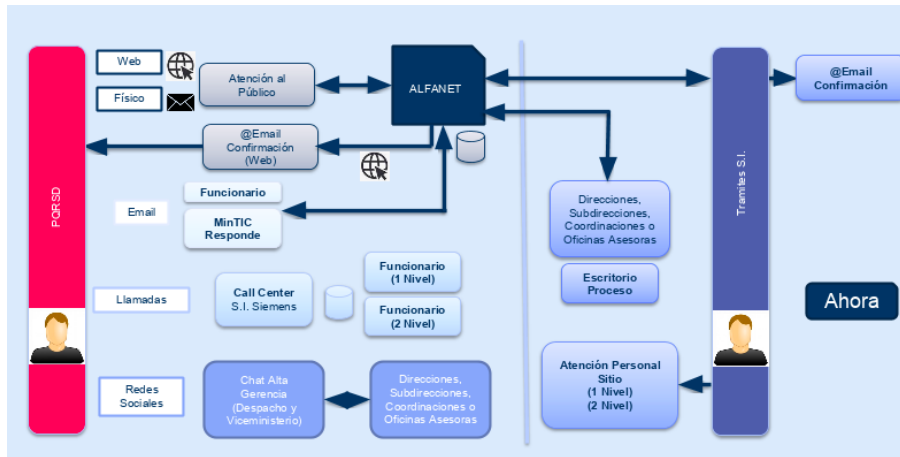 PQRSD
Web
Físico
Atención al
Público
@Email
Confirmación
(Web)
ALFANET
Email
Funcionario
MinTIC
Responde
Llamadas
Call Center
S.I. Siemens
Funcionario
(1 Nivel)
Funcionario
(2 Nivel)
Redes
Sociales
Chat Alta
Gerencia
(Despacho y
Viceministerio)
Direcciones,
Subdirecciones,
Coordinaciones o
Oficinas Asesoras
Direcciones,
Subdirecciones,
Coordinaciones o
Oficinas Asesoras
Escritorio
Proceso
Atención Personal
Sitio
(1 Nivel)
(2 Nivel)
Tramites S.I.
@Email
Confirmación
Ahora